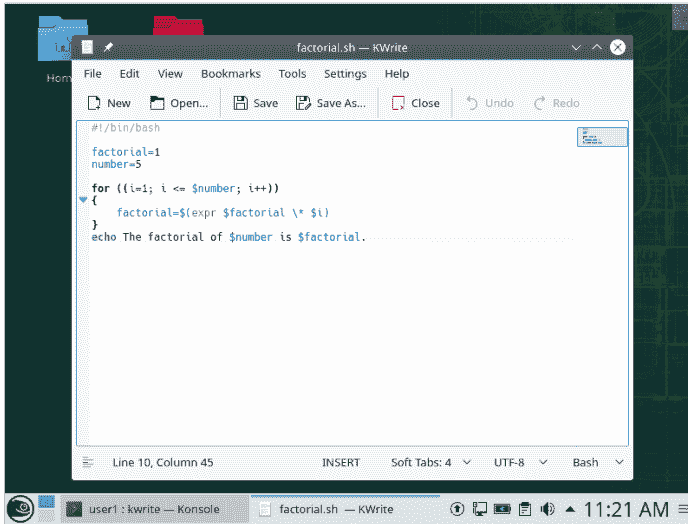 Hom
factorial.sh — KWrite
File Edit View Bookmarks Tools Settings Help
New Open... Save Save As... Close Undo Redo
#!/bin/bash
factorial=1
number=5
for ((i=1; i <= $number; i++))
{
factorial=$(expr $factorial \* $i)
}
echo The factorial of $number is $factorial.
Line 10, Column 45 INSERT Soft Tabs: 4 UTF-8 Bash
user1 : kwrite — Konsole factorial.sh — KWrite 11:21 AM